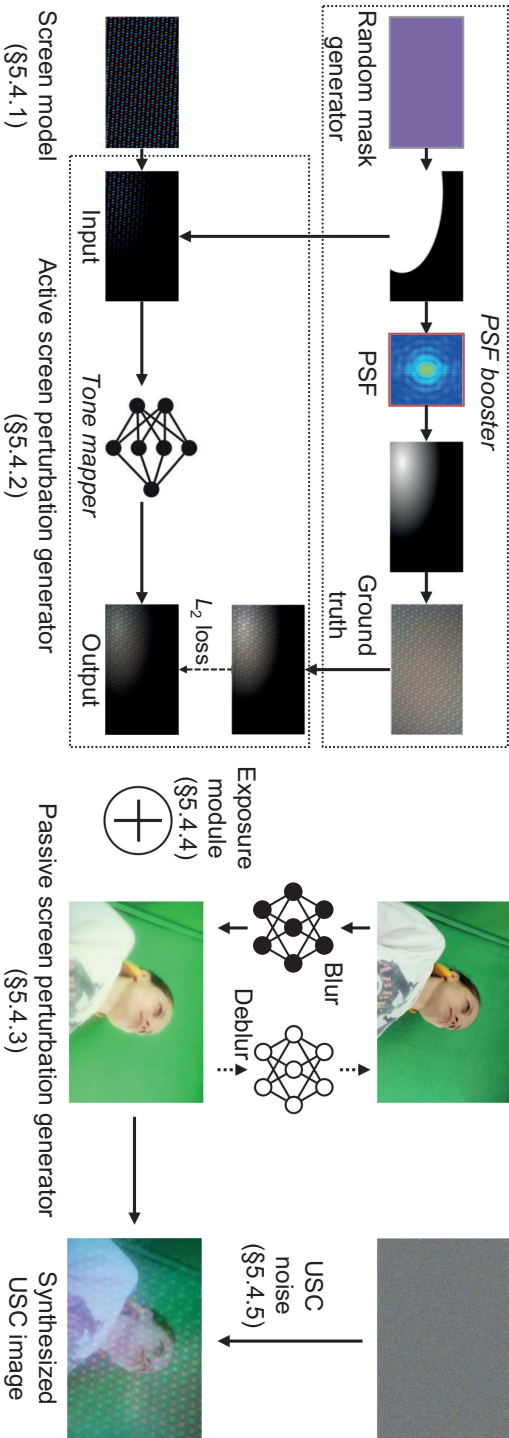 Random mask
generator
PSF booster
PSF
Ground
truth
Screen model
(§5.4.1)
Input
Tone mapper
L2 loss
Output
Active screen perturbation generator
(§5.4.2)
Exposure
module
(§5.4.4)
Blur
Deblur
Passive screen perturbation generator
(§5.4.3)
USC
noise
(§5.4.5)
Synthesized
USC image